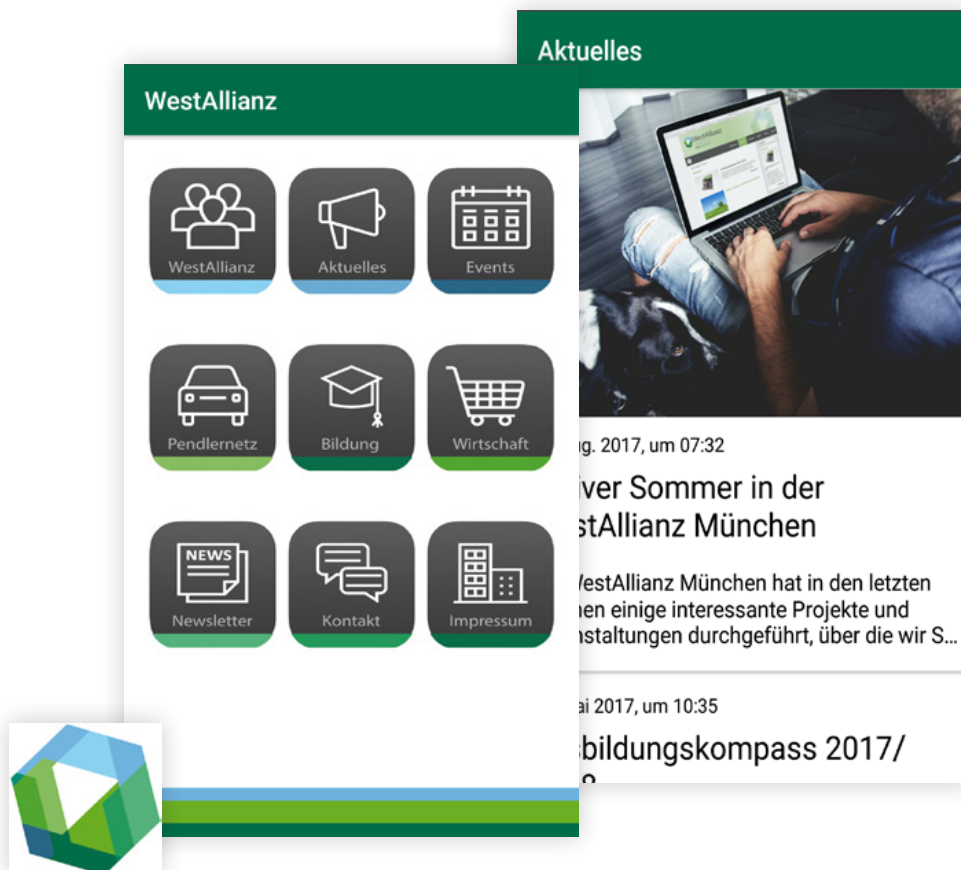 WestAllianz
WestAllianz
Aktuelles
Events
Pendlernetz
Bildung
Wirtschaft
NEWS
Newsletter
Kontakt
Impressum
Aktuelles
WestAllianz
g. 2017, um 07:32
iver Sommer in der
stAllianz München
WestAllianz München hat in den letzten
hen einige interessante Projekte und
nstaltungen durchgeführt, über die wir S...
ai 2017, um 10:35
bildungskompass 2017/